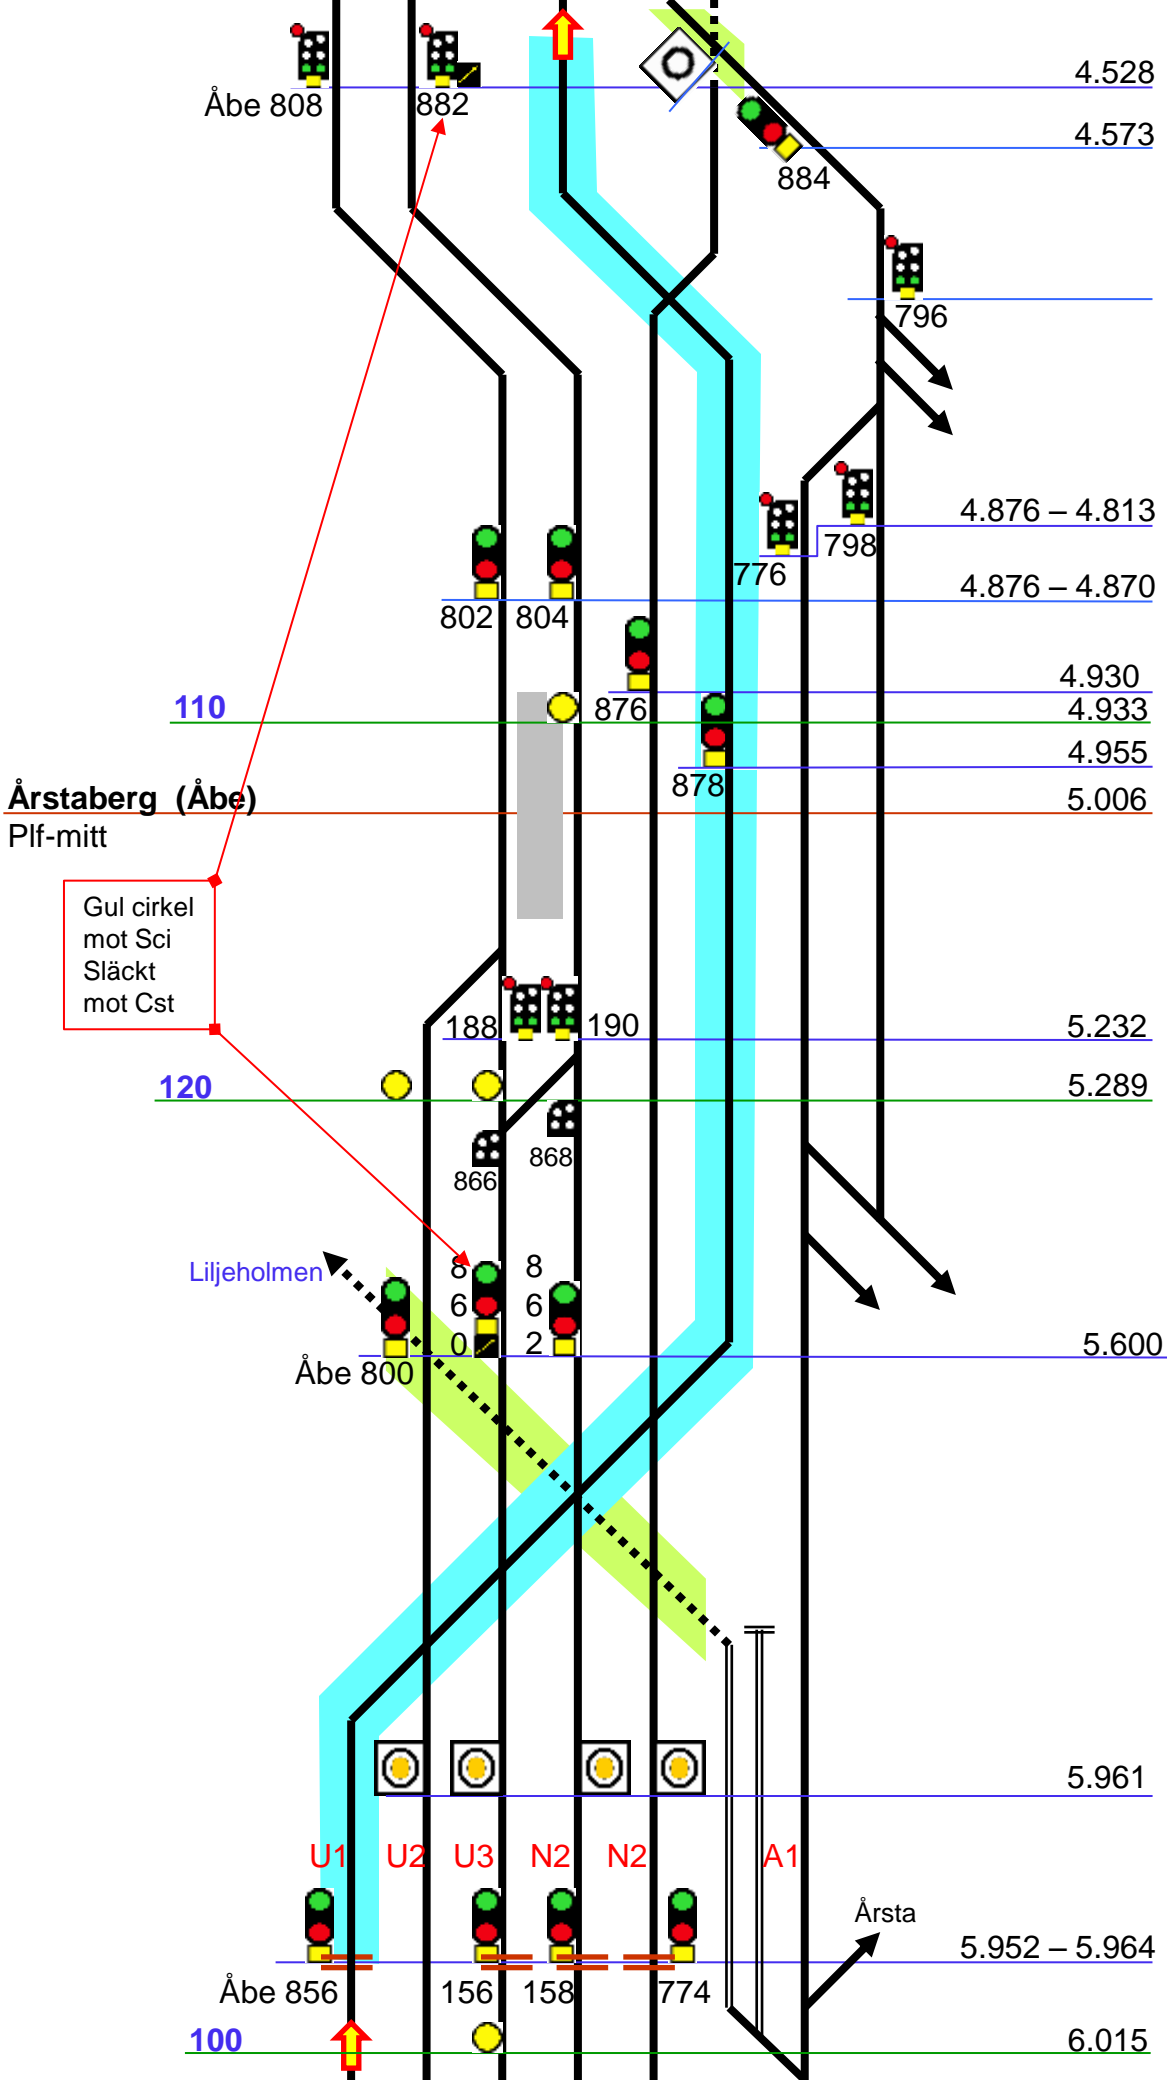 4.528
Åbe 808
882
4.573
884
796
4.876 – 4.813
798
776
4.876 – 4.870
802
804
4.930
110
876
4.933
4.955
878
Årstaberg (Åbe)
5.006
Plf-mitt
Gul cirkel
mot Sci
Släckt
mot Cst
188
190
5.232
120
5.289
868
866
Liljeholmen
8
6
0
8
6
2
Åbe 800
5.600
5.961
U1
U2
U3
N2
N2
A1
Årsta
5.952 – 5.964
Åbe 856
156
158
774
100
6.015